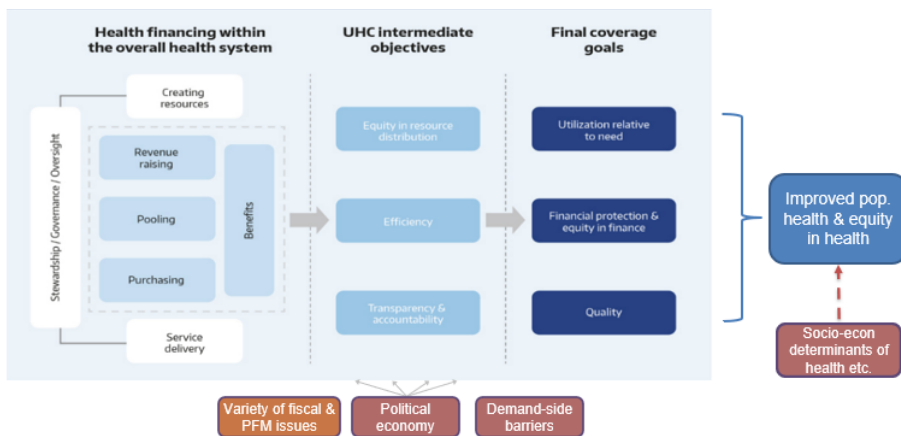 Health financing within
the overall health system
UHC intermediate
objectives
Final coverage
goals
Stewardship / Governance / Oversight
Creating
resources
Revenue
raising
Pooling
Purchasing
Benefits
Service
delivery
Equity in resource
distribution
Efficiency
Transparency &
accountability
Utilization relative
to need
Financial protection &
equity in finance
Quality
Improved pop.
health & equity
in health
Socio-econ
determinants of
health etc.
Variety of fiscal &
PFM issues
Political
economy
Demand-side
barriers